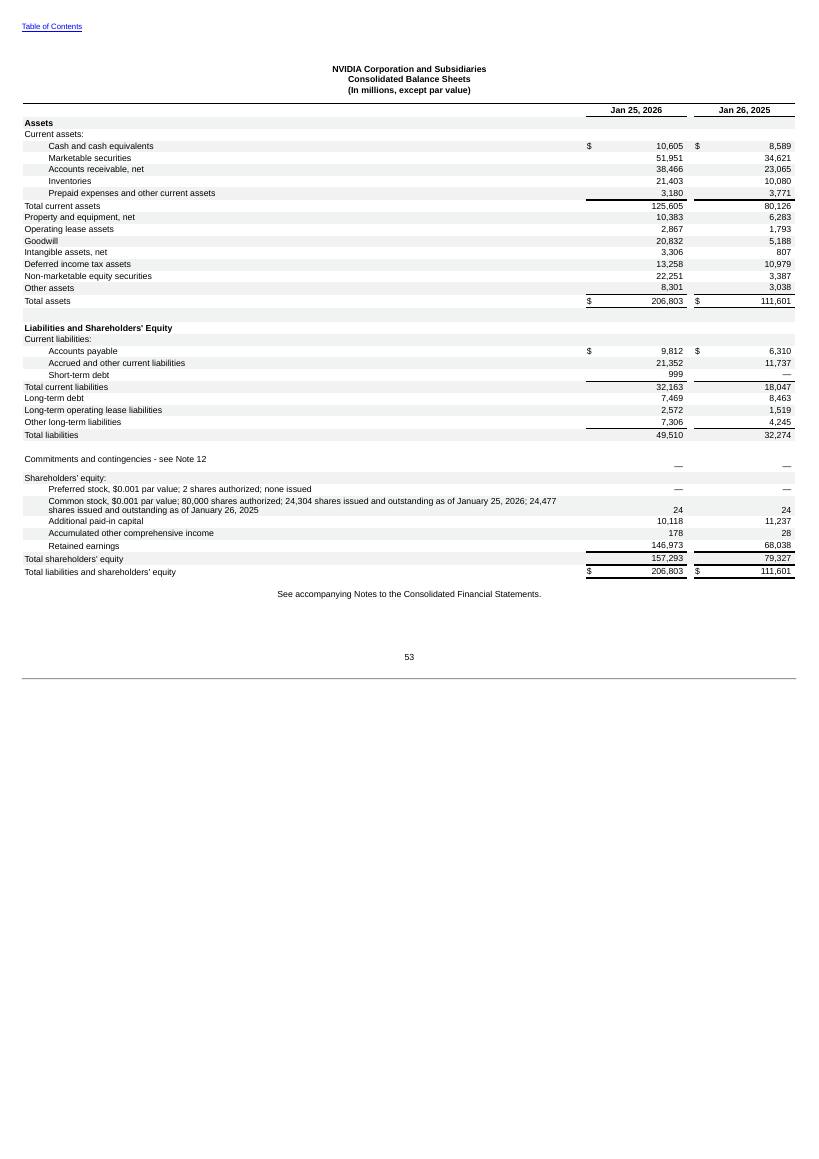 Table of Contents
NVIDIA Corporation and Subsidiaries
Consolidated Balance Sheets
(In millions, except par value)
Jan 25, 2026 Jan 26, 2025
Assets
Current assets:
Cash and cash equivalents $ 10,605 $ 8,589
Marketable securities 51,951 34,621
Accounts receivable, net 38,466 23,065
Inventories 21,403 10,080
Prepaid expenses and other current assets 3,180 3,771
Total current assets 125,605 80,126
Property and equipment, net 10,383 6,283
Operating lease assets 2,867 1,793
Goodwill 20,832 5,188
Intangible assets, net 3,306 807
Deferred income tax assets 13,258 10,979
Non-marketable equity securities 22,251 3,387
Other assets 8,301 3,038
Total assets $ 206,803 $ 111,601
Liabilities and Shareholders' Equity
Current liabilities:
Accounts payable $ 9,812 $ 6,310
Accrued and other current liabilities 21,352 11,737
Short-term debt 999 —
Total current liabilities 32,163 18,047
Long-term debt 7,469 8,463
Long-term operating lease liabilities 2,572 1,519
Other long-term liabilities 7,306 4,245
Total liabilities 49,510 32,274
Commitments and contingencies - see Note 12 — —
Shareholders' equity:
Preferred stock, $0.001 par value; 2 shares authorized; none issued — —
Common stock, $0.001 par value; 80,000 shares authorized; 24,304 shares issued and outstanding as of January 25, 2026; 24,477
shares issued and outstanding as of January 26, 2025 24 24
Additional paid-in capital 10,118 11,237
Accumulated other comprehensive income 178 28
Retained earnings 146,973 68,038
Total shareholders' equity 157,293 79,327
Total liabilities and shareholders' equity $ 206,803 $ 111,601
See accompanying Notes to the Consolidated Financial Statements.
53